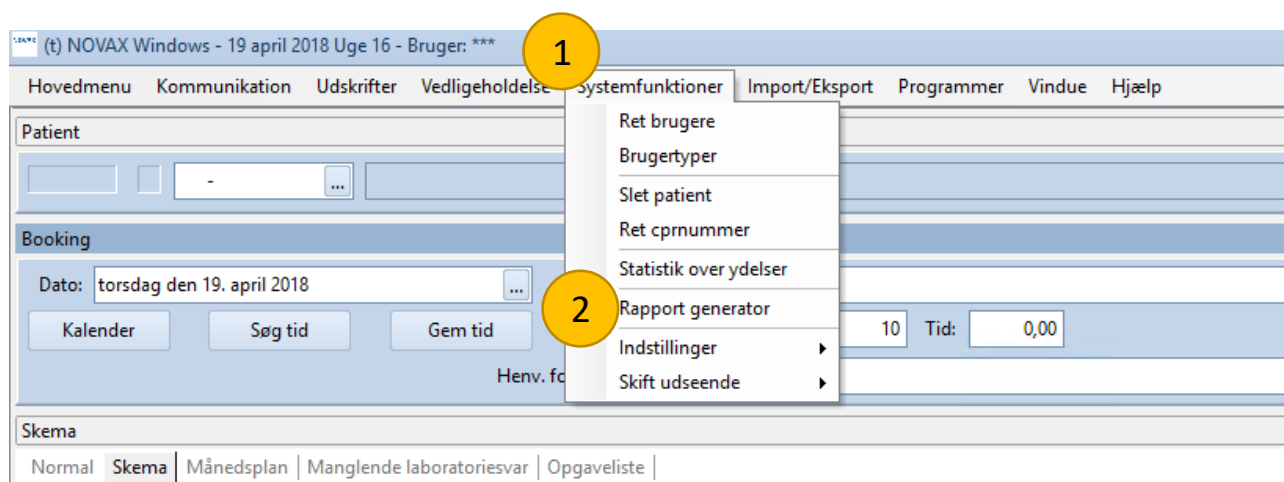 (t) NOVAX Windows - 19 april 2018 Uge 16 - Bruger: ***
1
Hovedmenu Kommunikation Udskrifter Vedligeholdelse Systemfunktioner Import/Eksport Programmer Vindue Hjælp
Ret brugere
Patient
Brugertyper
- ...
Slet patient
Ret cprnummer
Booking
Statistik over ydelser
Dato: torsdag den 19. april 2018 ...
2
Rapport generator
Kalender Søg tid Gem tid 10 Tid: 0,00
Indstillinger
Henv. fo
Skift udseende
Skema
Normal Skema Månedsplan Manglende laboratoriesvar Opgaveliste